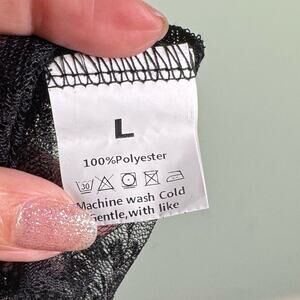 L
100%Polyester
30
Machine wash Cold
Gentle,with like